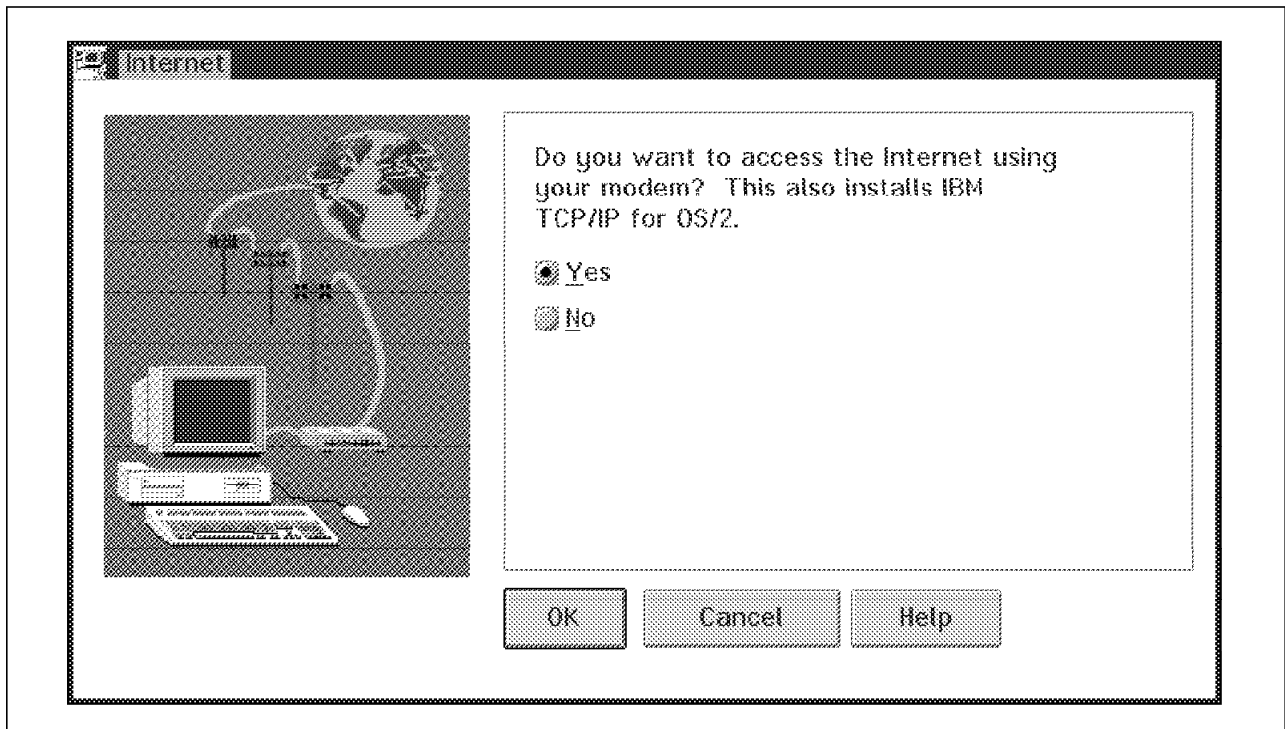 Internet
Do you want to access the Internet using
your modem? This also installs IBM
TCP/IP for OS/2.
Yes
No
OK
Cancel
Help